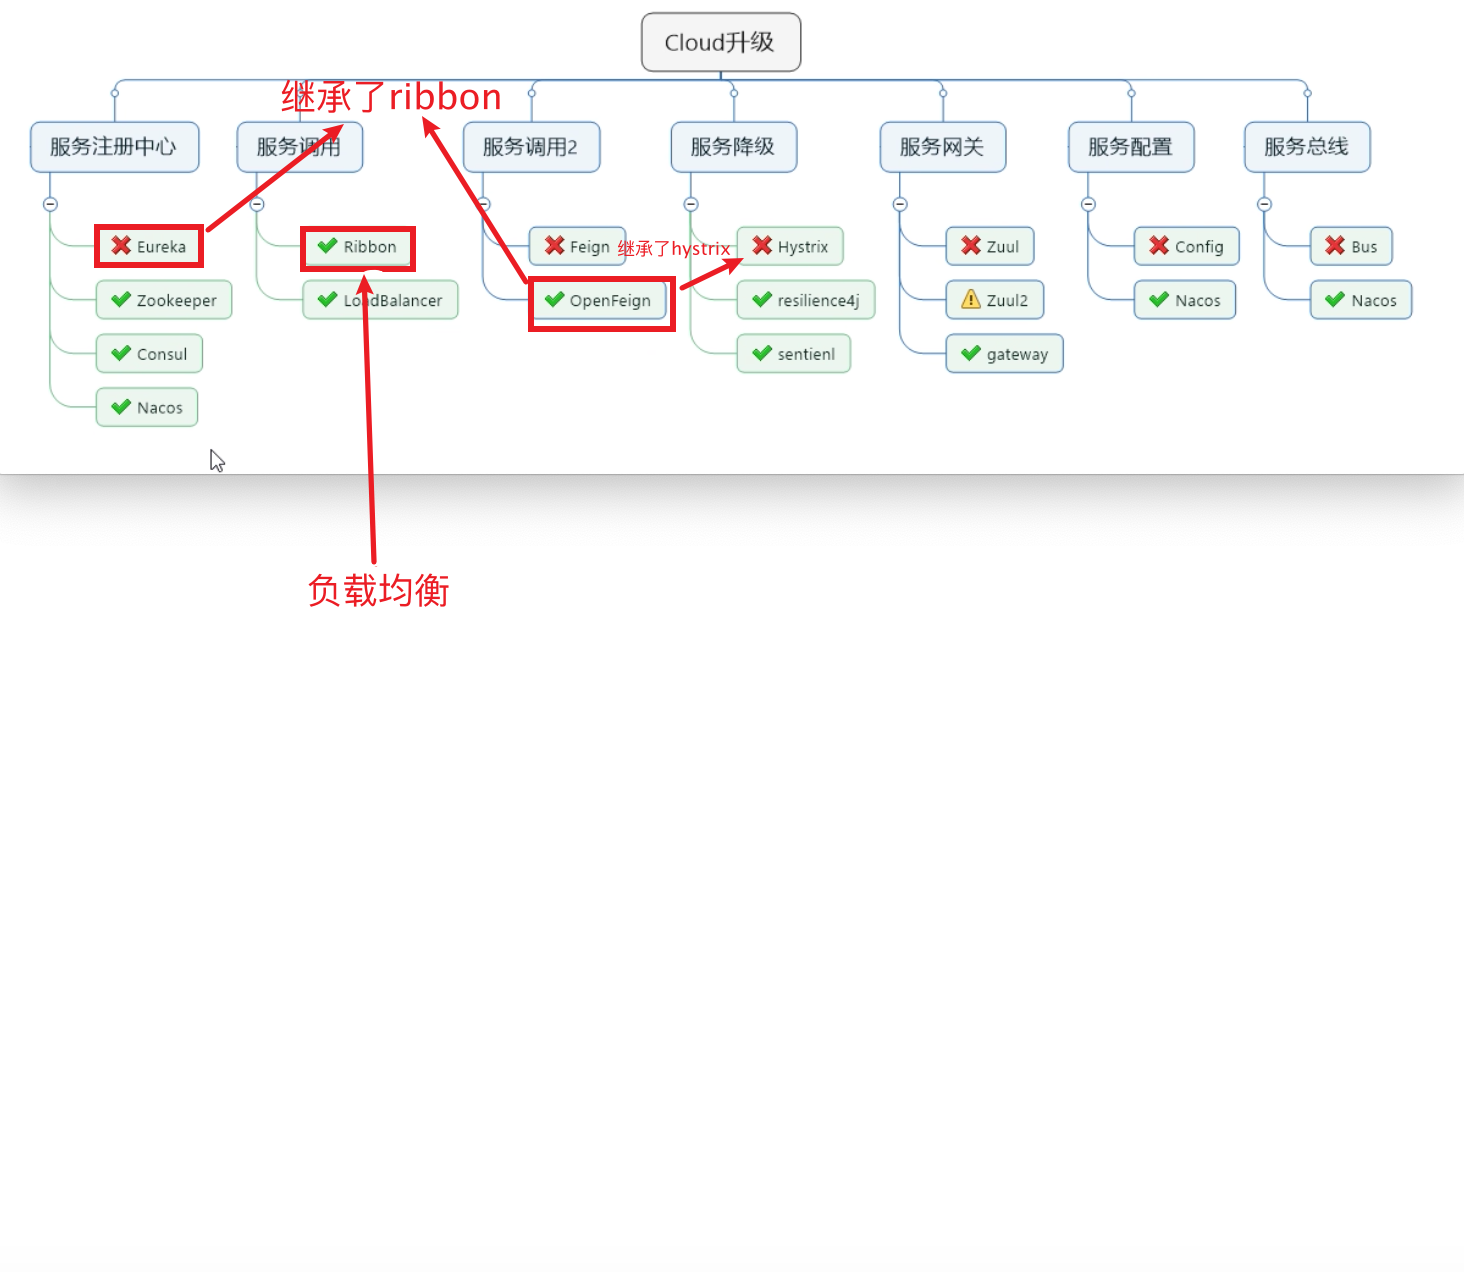 Cloud升级
继承了ribbon
服务注册中心
服务调用
服务调用2
服务降级
服务网关
服务配置
服务总线
Eureka
Ribbon
Feign
继承了hystrix
Hystrix
Zuul
Config
Bus
Zookeeper
LoadBalancer
OpenFeign
resilience4j
Zuul2
Nacos
Nacos
Consul
sentienl
gateway
Nacos
负载均衡